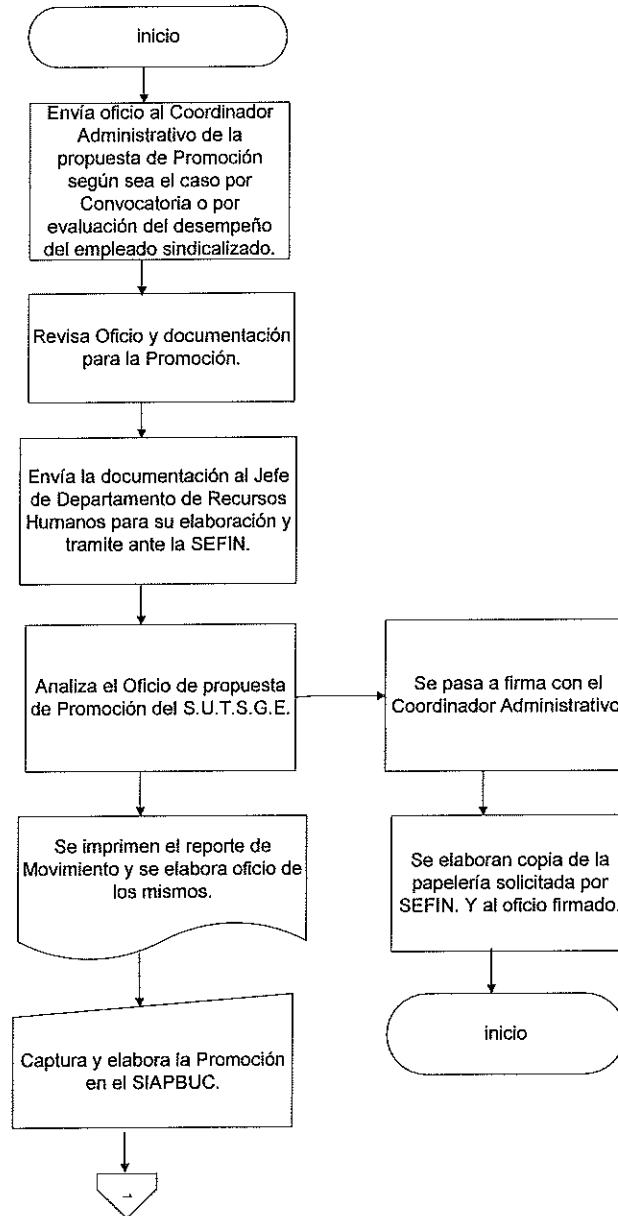 inicio
Envía oficio al Coordinador
Administrativo de la
propuesta de Promoción
según sea el caso por
Convocatoria o por
evaluación del desempeño
del empleado sindicalizado.
Revisa Oficio y documentación
para la Promoción.
Envía la documentación al Jefe
de Departamento de Recursos
Humanos para su elaboración y
tramite ante la SEFIN.
Analiza el Oficio de propuesta
de Promoción del S.U.T.S.G.E.
Se imprimen el reporte de
Movimiento y se elabora oficio de
los mismos.
Captura y elabora la Promoción
en el SIAPBUC.
1
Se pasa a firma con el
Coordinador Administrativo
Se elaboran copia de la
papelería solicitada por
SEFIN. Y al oficio firmado.
inicio